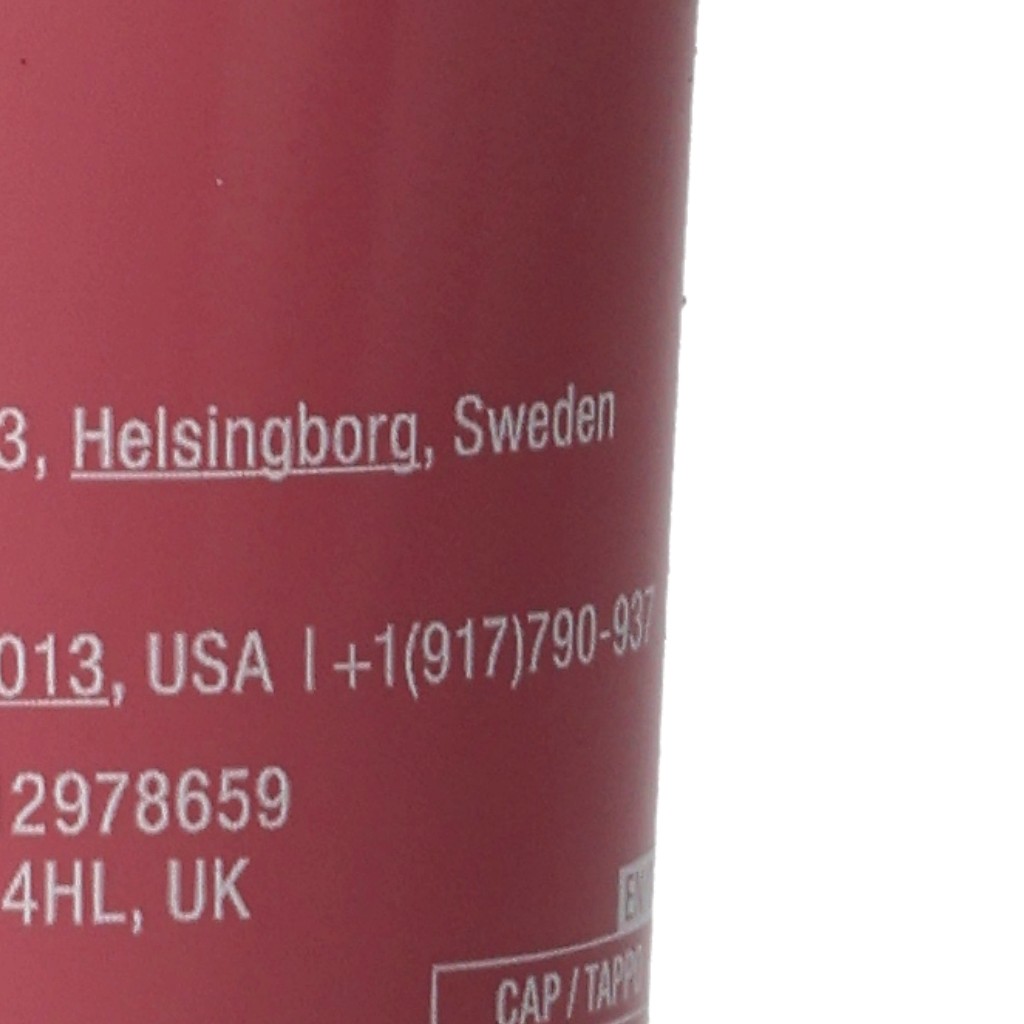 3, Helsingborg, Sweden
013, USA | +1(917)790-937
2978659
4HL, UK
CAP / TAPPO